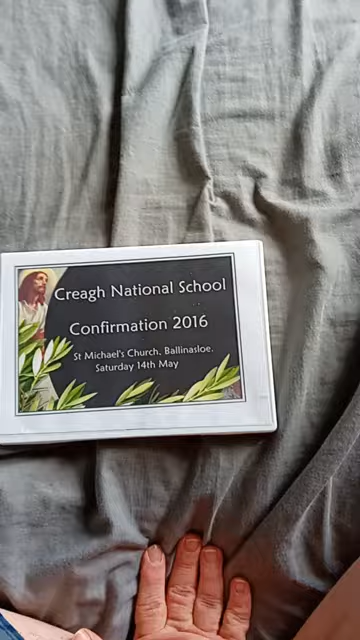 Creagh National School
Confirmation 2016
St Michael's Church, Ballinasloe.
Saturday 14th May